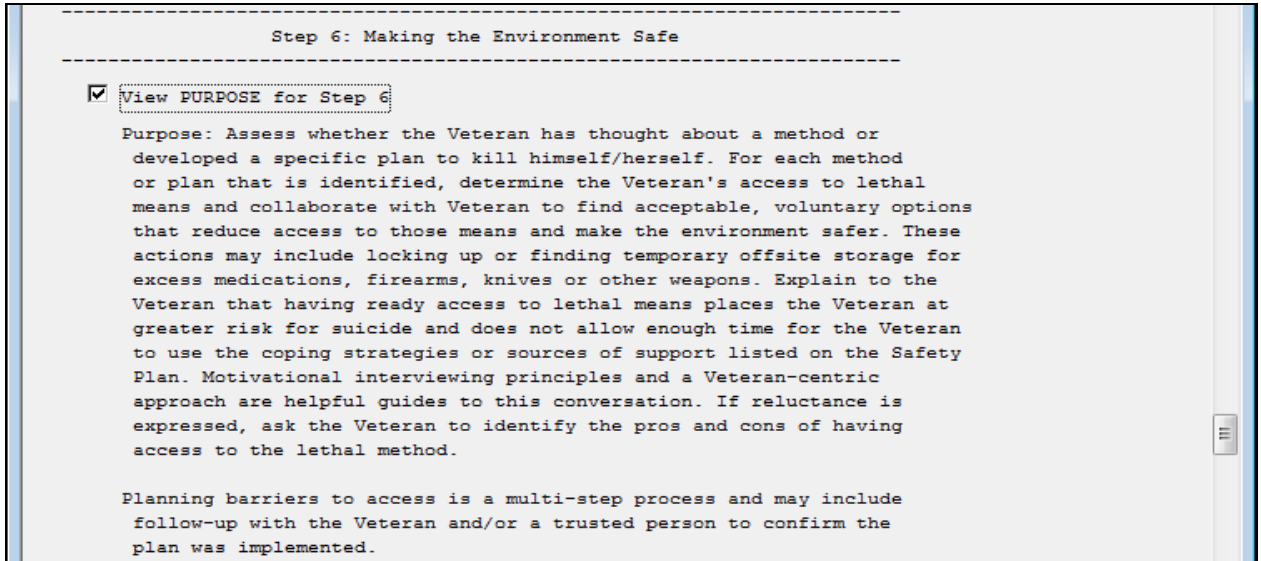 Step 6: Making the Environment Safe
View PURPOSE for Step 6
Purpose: Assess whether the Veteran has thought about a method or
developed a specific plan to kill himself/herself. For each method
or plan that is identified, determine the Veteran's access to lethal
means and collaborate with Veteran to find acceptable, voluntary options
that reduce access to those means and make the environment safer. These
actions may include locking up or finding temporary offsite storage for
excess medications, firearms, knives or other weapons. Explain to the
Veteran that having ready access to lethal means places the Veteran at
greater risk for suicide and does not allow enough time for the Veteran
to use the coping strategies or sources of support listed on the Safety
Plan. Motivational interviewing principles and a Veteran-centric
approach are helpful guides to this conversation. If reluctance is
expressed, ask the Veteran to identify the pros and cons of having
access to the lethal method.
Planning barriers to access is a multi-step process and may include
follow-up with the Veteran and/or a trusted person to confirm the
plan was implemented.